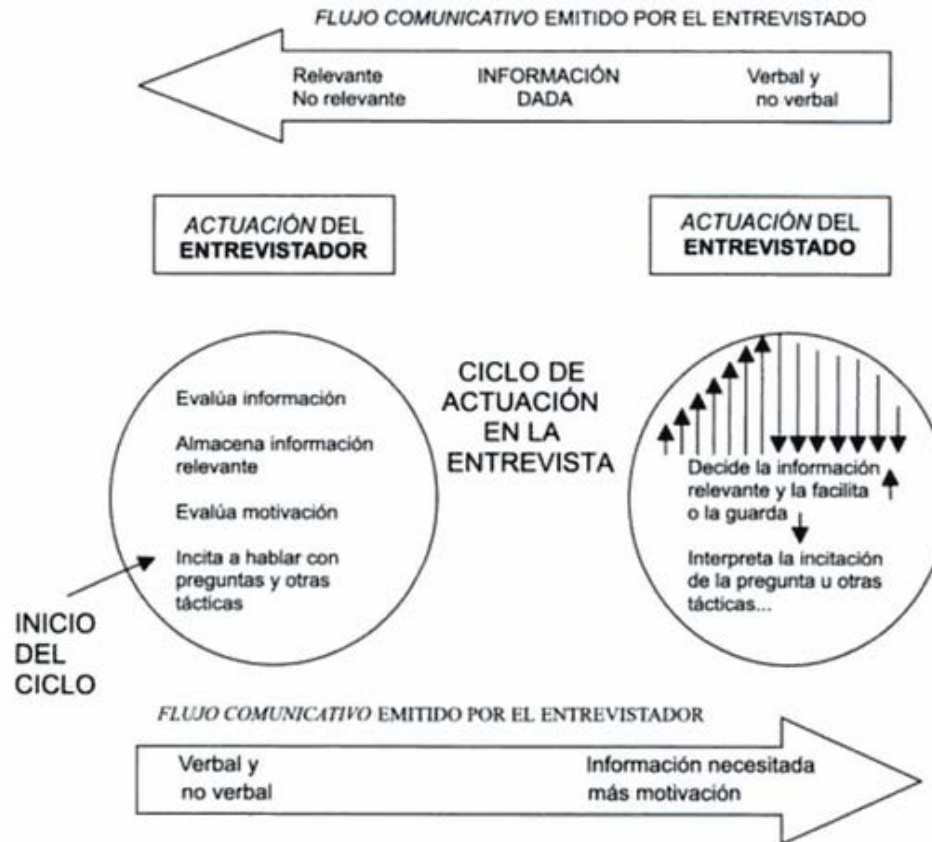 FLUJO COMUNICATIVO EMITIDO POR EL ENTREVISTADO
Relevante
No relevante
INFORMACIÓN
DADA
Verbal y
no verbal
ACTUACIÓN DEL
ENTREVISTADOR
ACTUACIÓN DEL
ENTREVISTADO
Evalúa información
Almacena información
relevante
Evalúa motivación
Incita a hablar con
preguntas y otras
tácticas
CICLO DE
ACTUACIÓN
EN LA
ENTREVISTA
Decide la información
relevante y la facilita
o la guarda
Interpreta la incitación
de la pregunta u otras
tácticas...
INICIO
DEL
CICLO
FLUJO COMUNICATIVO EMITIDO POR EL ENTREVISTADOR
Verbal y
no verbal
Información necesitada
más motivación